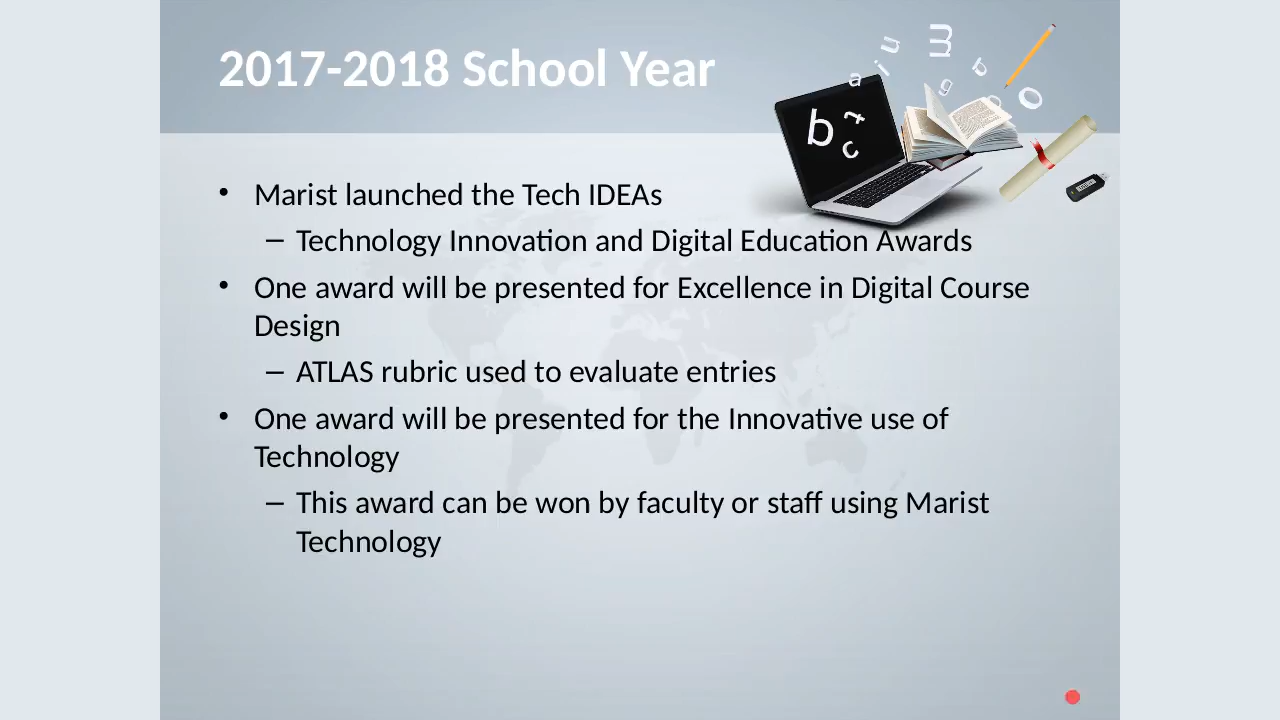 2017-2018 School Year
• Marist launched the Tech IDEAs
– Technology Innovation and Digital Education Awards
• One award will be presented for Excellence in Digital Course
Design
– ATLAS rubric used to evaluate entries
• One award will be presented for the Innovative use of
Technology
– This award can be won by faculty or staff using Marist
Technology